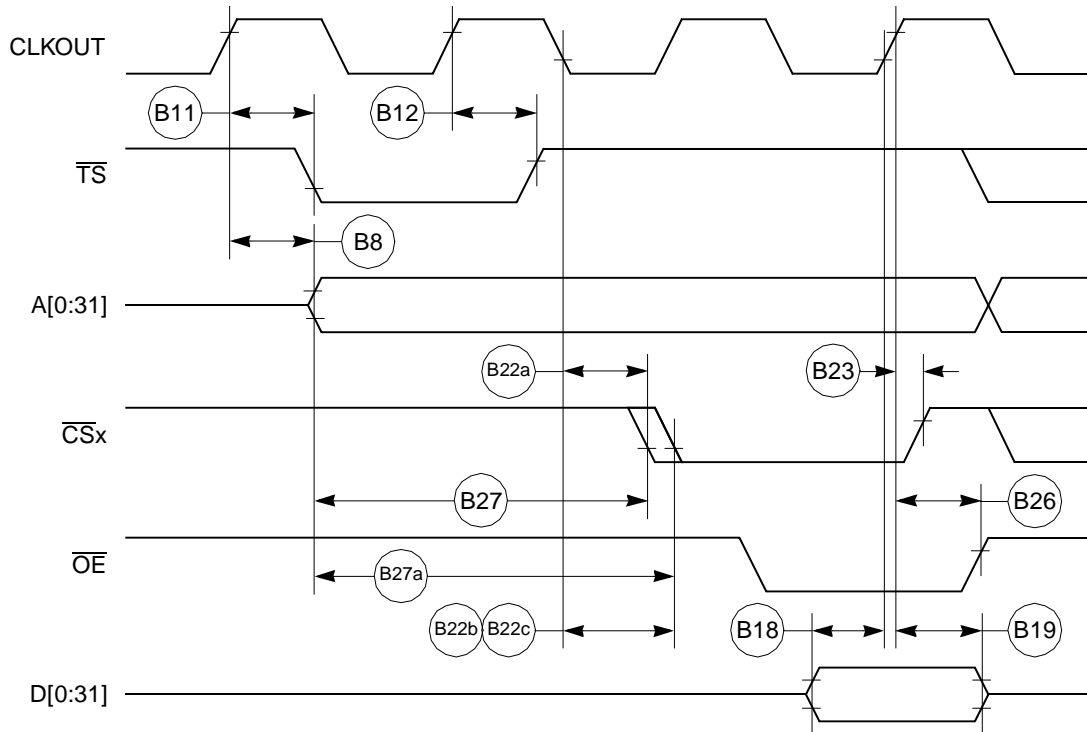 CLKOUT
B11
B12
TS
B8
A[0:31]
B22a
B23
CSx
B27
B26
OE
B27a
B22b B22c
B18
B19
D[0:31]